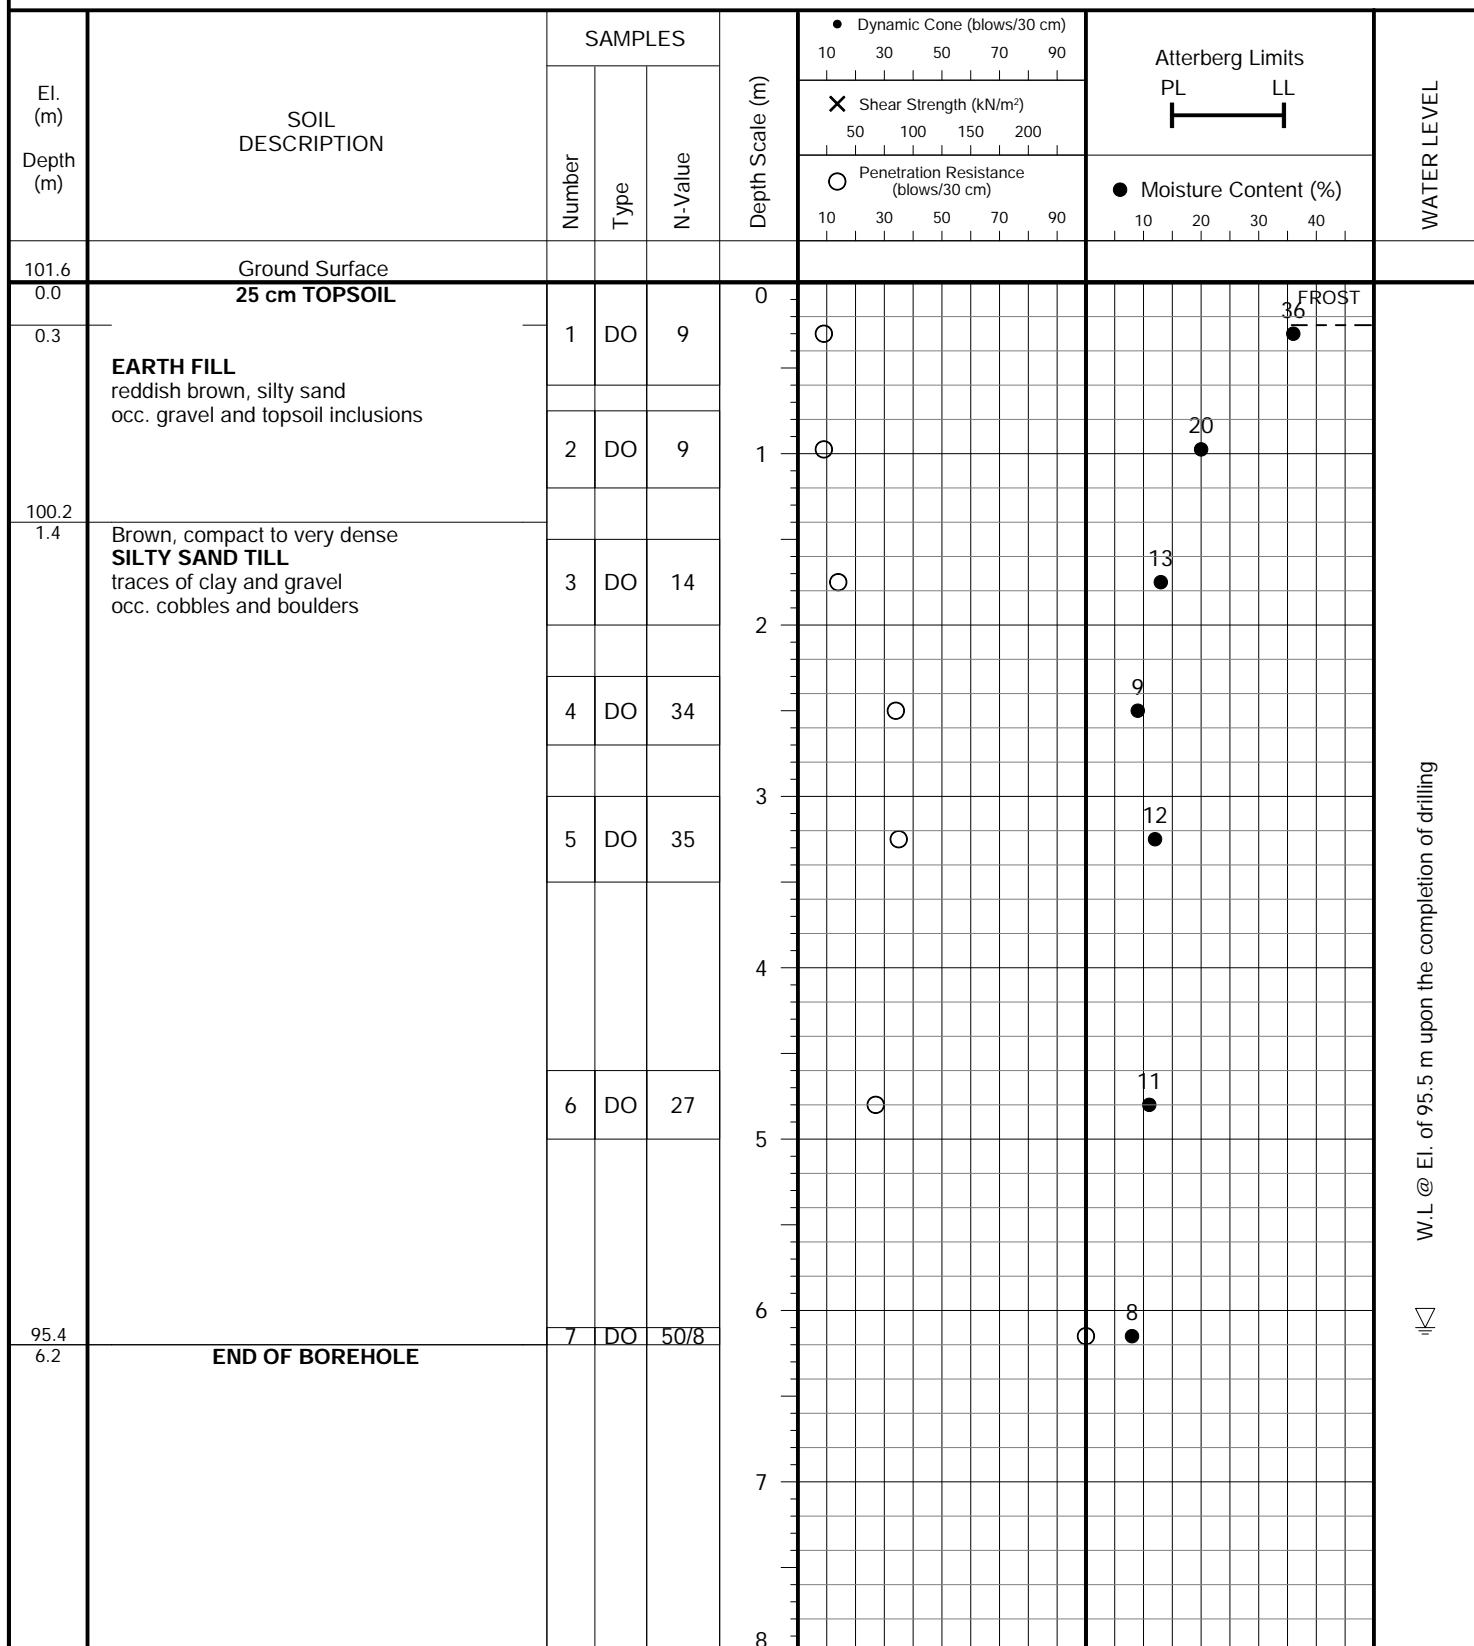 El.
(m)
Depth
(m)
SOIL
DESCRIPTION
SAMPLES
Number
Type
N-Value
Depth Scale (m)
Dynamic Cone (blows/30 cm)
10 30 50 70 90
Shear Strength (kN/m²)
50 100 150 200
Penetration Resistance
(blows/30 cm)
10 30 50 70 90
Atterberg Limits
PL LL
Moisture Content (%)
10 20 30 40
WATER LEVEL
101.6 Ground Surface
0.0 25 cm TOPSOIL 0 FROST
36
0.3 1 DO 9
EARTH FILL
reddish brown, silty sand
occ. gravel and topsoil inclusions
20
2 DO 9 1
100.2
1.4 Brown, compact to very dense
SILTY SAND TILL 13
traces of clay and gravel 3 DO 14
occ. cobbles and boulders
2
9
4 DO 34
3
12
5 DO 35
4
11
6 DO 27
5
W.L @ El. of 95.5 m upon the completion of drilling
6 8
95.4 7 DO 50/8
6.2 END OF BOREHOLE
7
8